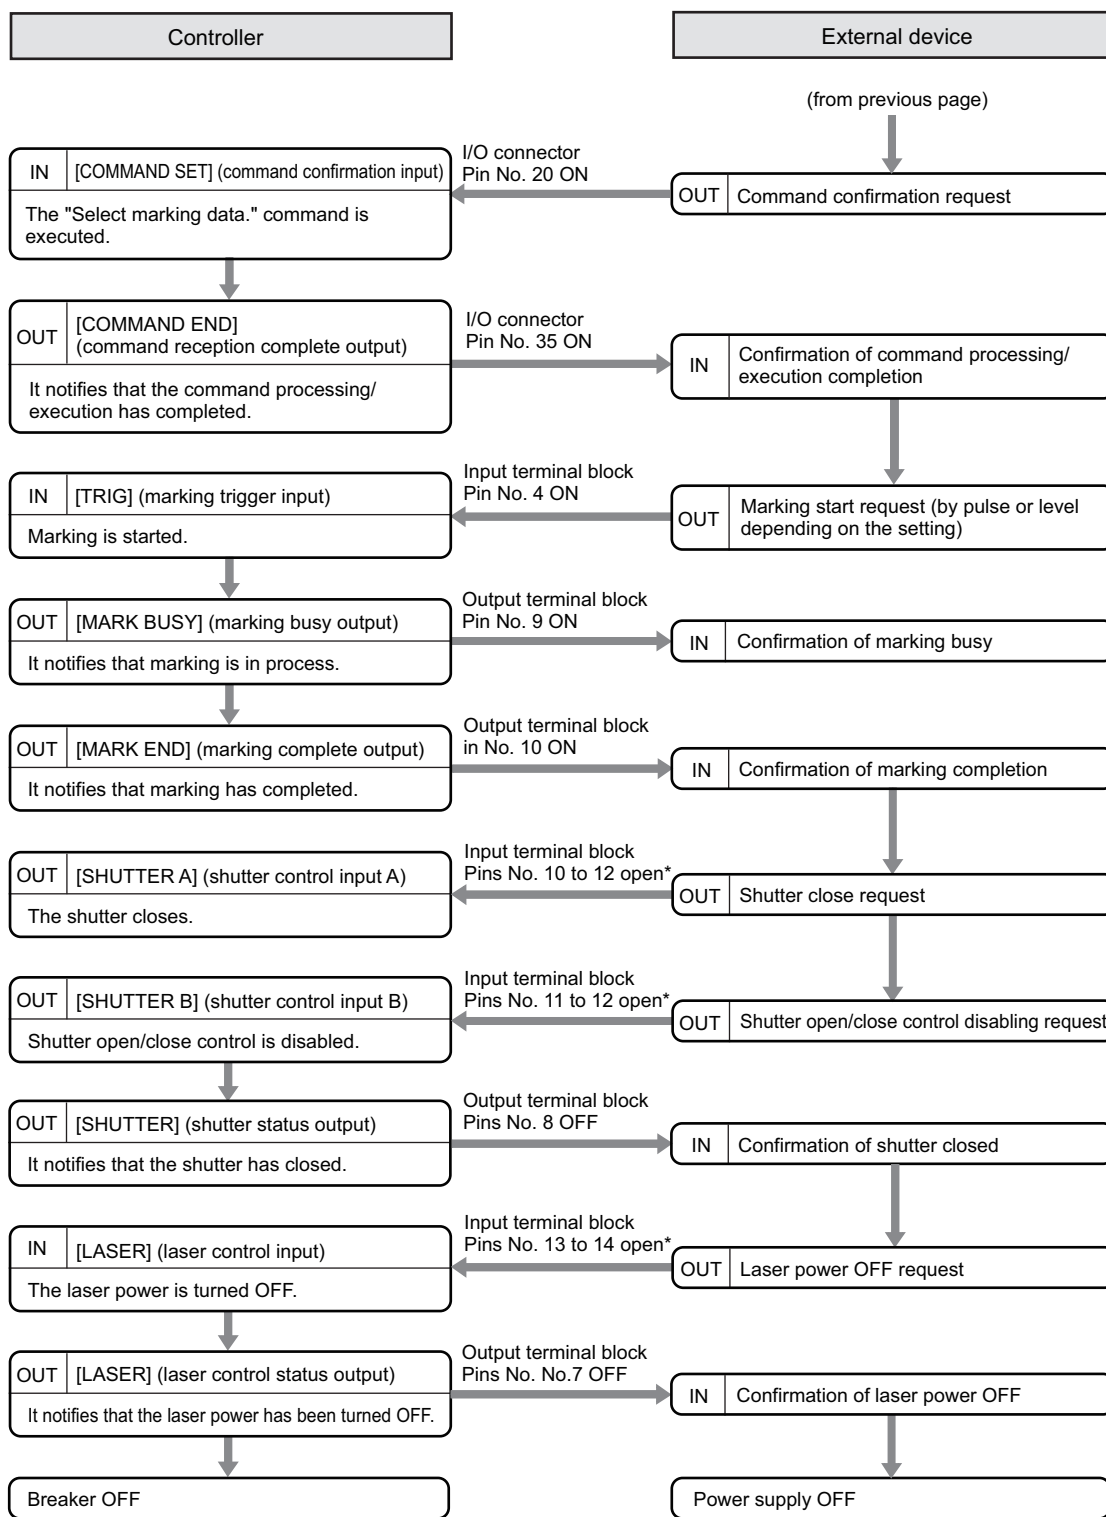 Controller
External device
(from previous page)
I/O connector
Pin No. 20 ON
IN
[COMMAND SET] (command confirmation input)
The "Select marking data." command is
executed.
OUT
Command confirmation request
OUT
[COMMAND END]
(command reception complete output)
It notifies that the command processing/
execution has completed.
I/O connector
Pin No. 35 ON
IN
Confirmation of command processing/
execution completion
Input terminal block
Pin No. 4 ON
IN
[TRIG] (marking trigger input)
Marking is started.
OUT
Marking start request (by pulse or level
depending on the setting)
OUT
[MARK BUSY] (marking busy output)
It notifies that marking is in process.
Output terminal block
Pin No. 9 ON
IN
Confirmation of marking busy
OUT
[MARK END] (marking complete output)
It notifies that marking has completed.
Output terminal block
in No. 10 ON
IN
Confirmation of marking completion
Input terminal block
Pins No. 10 to 12 open*
OUT
[SHUTTER A] (shutter control input A)
The shutter closes.
OUT
Shutter close request
Input terminal block
Pins No. 11 to 12 open*
OUT
[SHUTTER B] (shutter control input B)
Shutter open/close control is disabled.
OUT
Shutter open/close control disabling request
OUT
[SHUTTER] (shutter status output)
It notifies that the shutter has closed.
Output terminal block
Pins No. 8 OFF
IN
Confirmation of shutter closed
Input terminal block
Pins No. 13 to 14 open*
IN
[LASER] (laser control input)
The laser power is turned OFF.
OUT
Laser power OFF request
OUT
[LASER] (laser control status output)
It notifies that the laser power has been turned OFF.
Output terminal block
Pins No. No.7 OFF
IN
Confirmation of laser power OFF
Breaker OFF
Power supply OFF